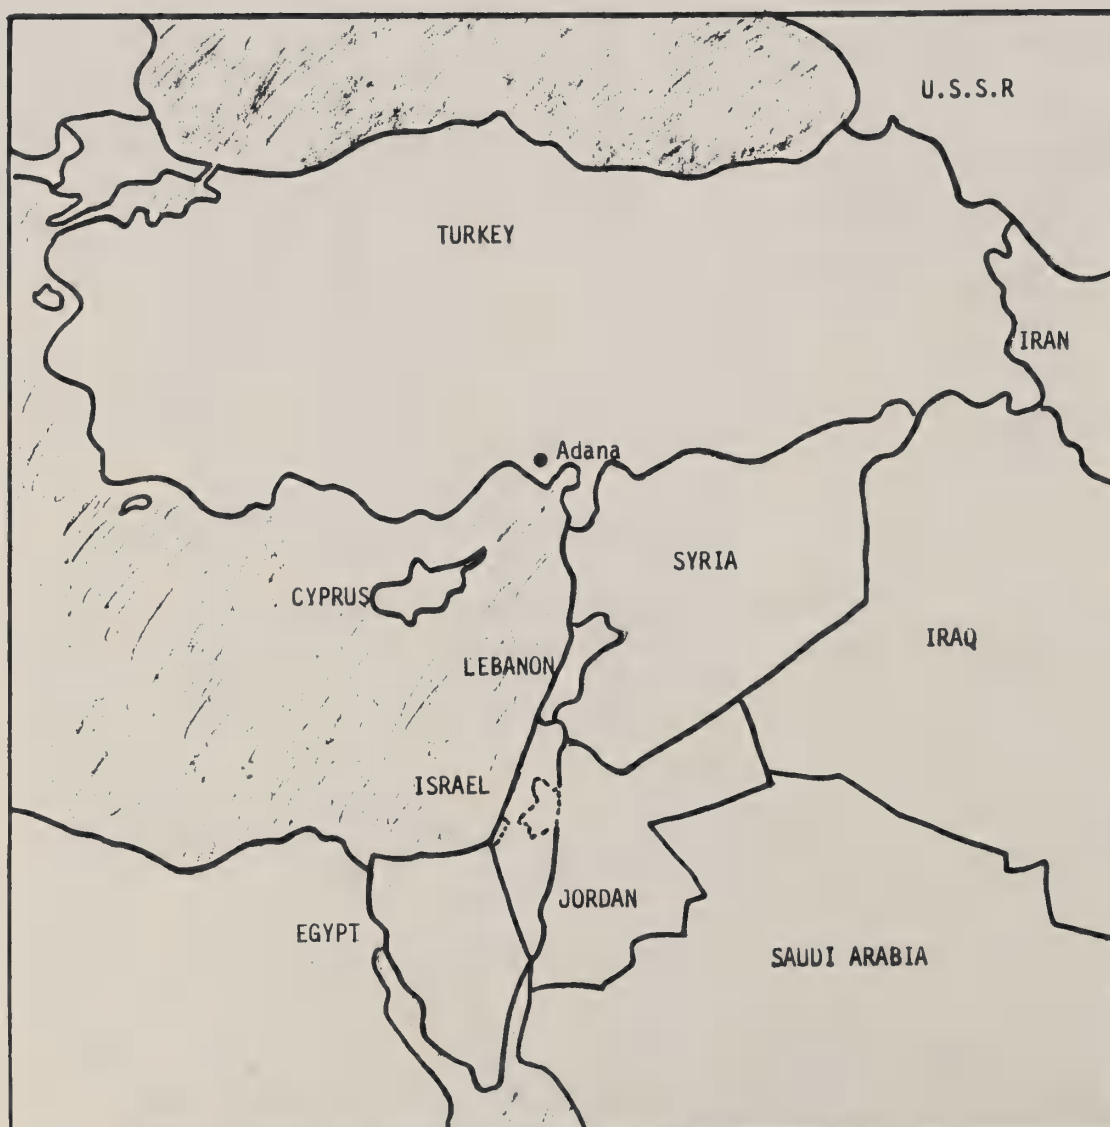 U.S.S.R
TURKEY
IRAN
Adana
SYRIA
CYPRUS
IRAQ
LEBANON
ISRAEL
JORDAN
EGYPT
SAUDI ARABIA